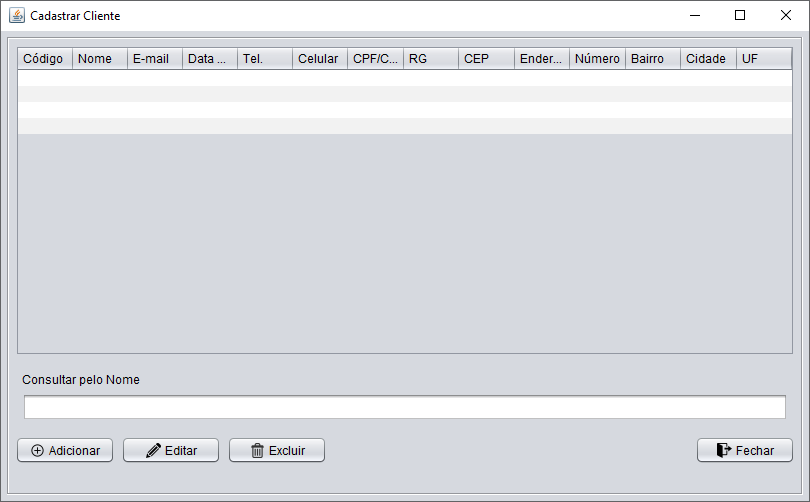 Cadastrar Cliente
Código Nome E-mail Data ... Tel. Celular CPF/C... RG CEP Ender... Número Bairro Cidade UF
Consultar pelo Nome
Adicionar Editar Excluir Fechar